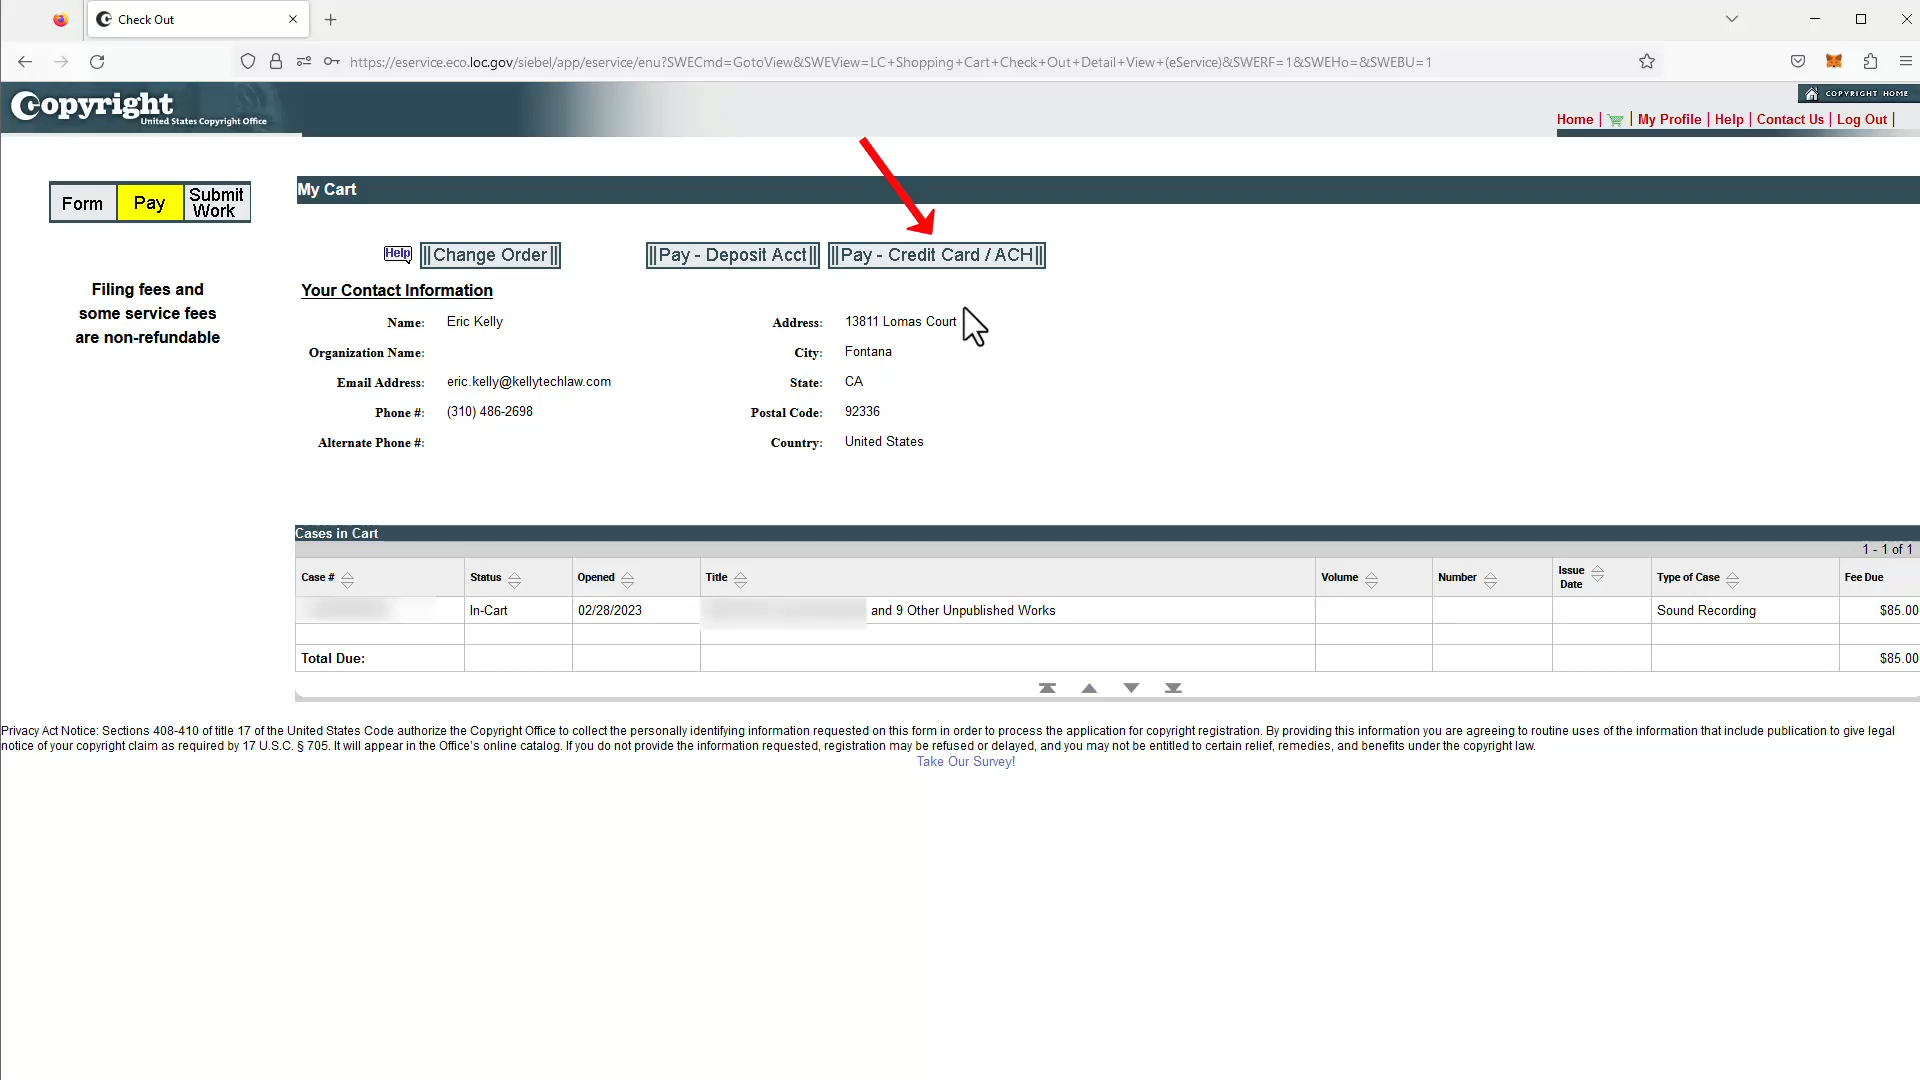 Check Out
https://eservice.eco.loc.gov/siebel/app/eservice/enu?SWECmd=GotoView&SWEView=LC+Shopping+Cart+Check+Out+Detail+View+(eService)&SWERF=1&SWEHo=&SWEBU=1
Copyright
United States Copyright Office
COPYRIGHT HOME
Home | | My Profile | Help | Contact Us | Log Out |
Form Pay Submit Work
Filing fees and
some service fees
are non-refundable
My Cart
Help Change Order Pay - Deposit Acct Pay - Credit Card / ACH
Your Contact Information
Name: Eric Kelly Address: 13811 Lomas Court
Organization Name: City: Fontana
Email Address: eric.kelly@kellytechlaw.com State: CA
Phone #: (310) 486-2698 Postal Code: 92336
Alternate Phone #: Country: United States
Cases in Cart
1 - 1 of 1
Case # Status Opened Title Volume Number Issue Date Type of Case Fee Due
In-Cart 02/28/2023 and 9 Other Unpublished Works Sound Recording $85.00
Total Due: $85.00
Privacy Act Notice: Sections 408-410 of title 17 of the United States Code authorize the Copyright Office to collect the personally identifying information requested on this form in order to process the application for copyright registration. By providing this information you are agreeing to routine uses of the information that include publication to give legal
notice of your copyright claim as required by 17 U.S.C. § 705. It will appear in the Office's online catalog. If you do not provide the information requested, registration may be refused or delayed, and you may not be entitled to certain relief, remedies, and benefits under the copyright law.
Take Our Survey!